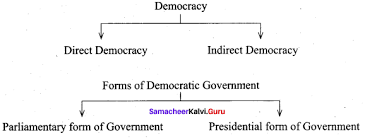 Democracy
Direct Democracy Indirect Democracy
Forms of Democratic Government
SamacheerKalvi.Guru
Parliamentary form of Government Presidential form of Government